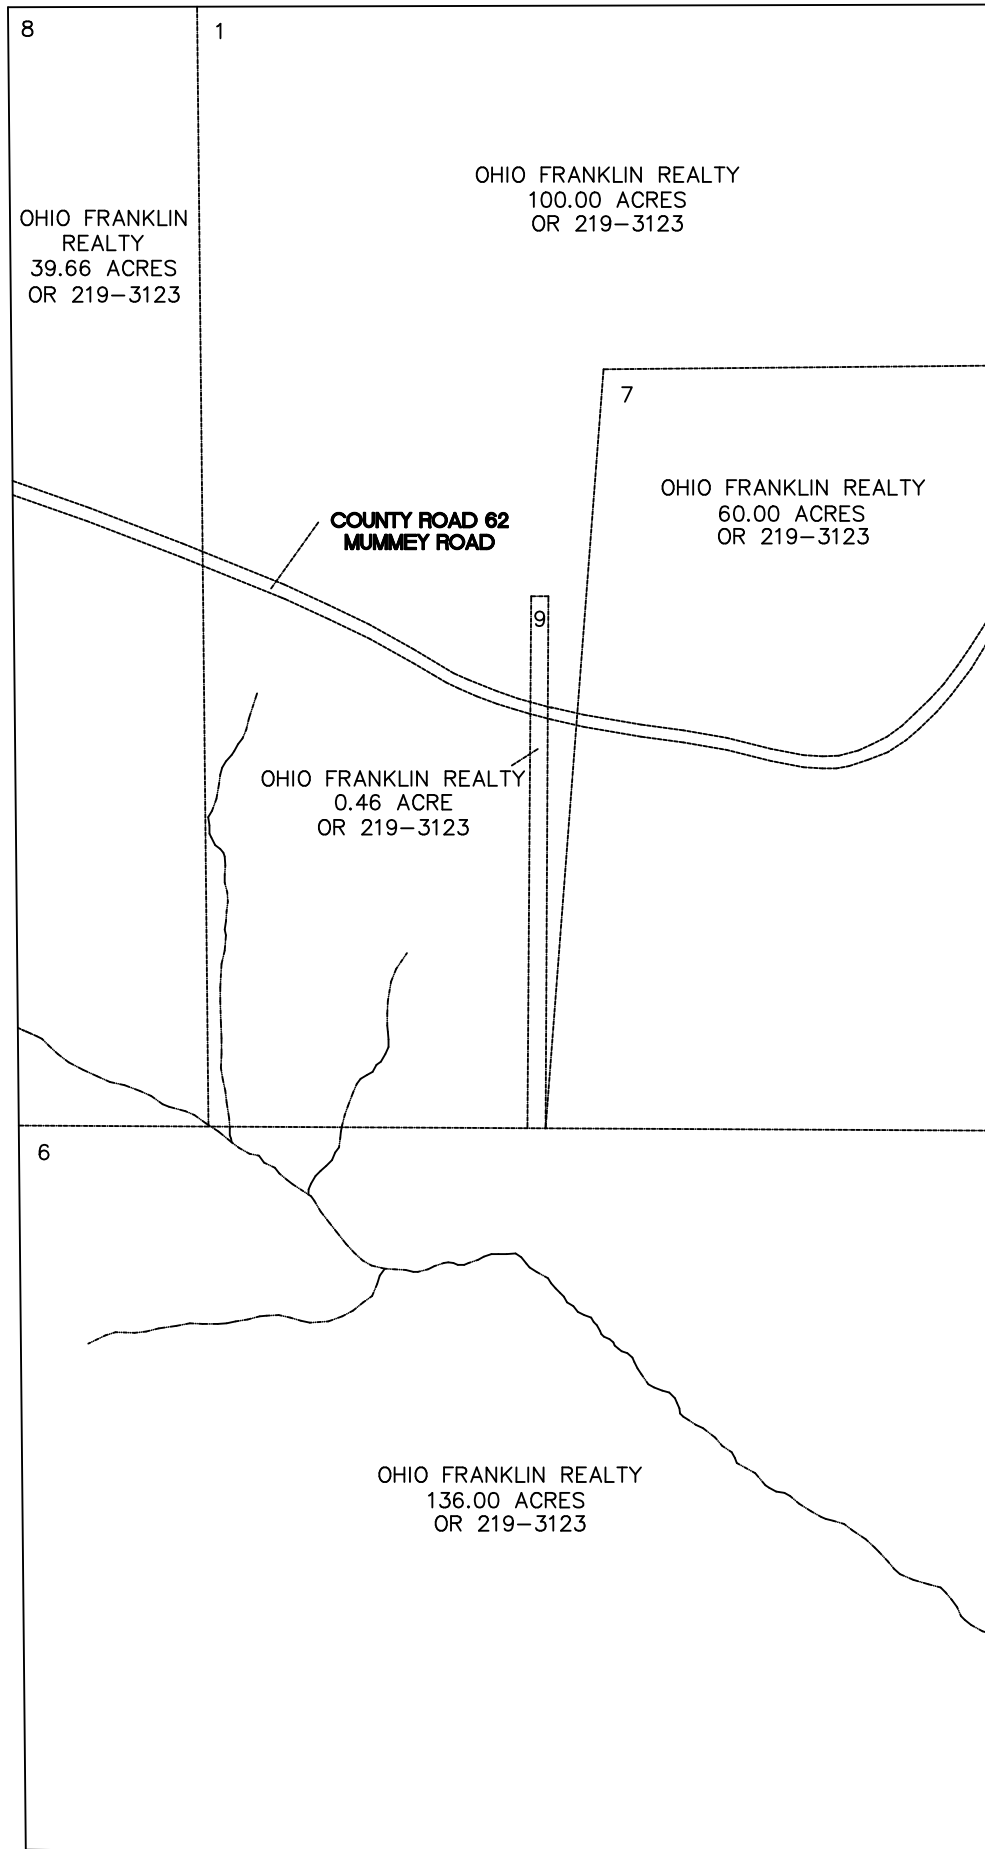 8
1
OHIO FRANKLIN REALTY
100.00 ACRES
OR 219-3123
OHIO FRANKLIN
REALTY
39.66 ACRES
OR 219-3123
7
OHIO FRANKLIN REALTY
60.00 ACRES
OR 219-3123
COUNTY ROAD 62
MUMMEY ROAD
9
OHIO FRANKLIN REALTY
0.46 ACRE
OR 219-3123
6
OHIO FRANKLIN REALTY
136.00 ACRES
OR 219-3123